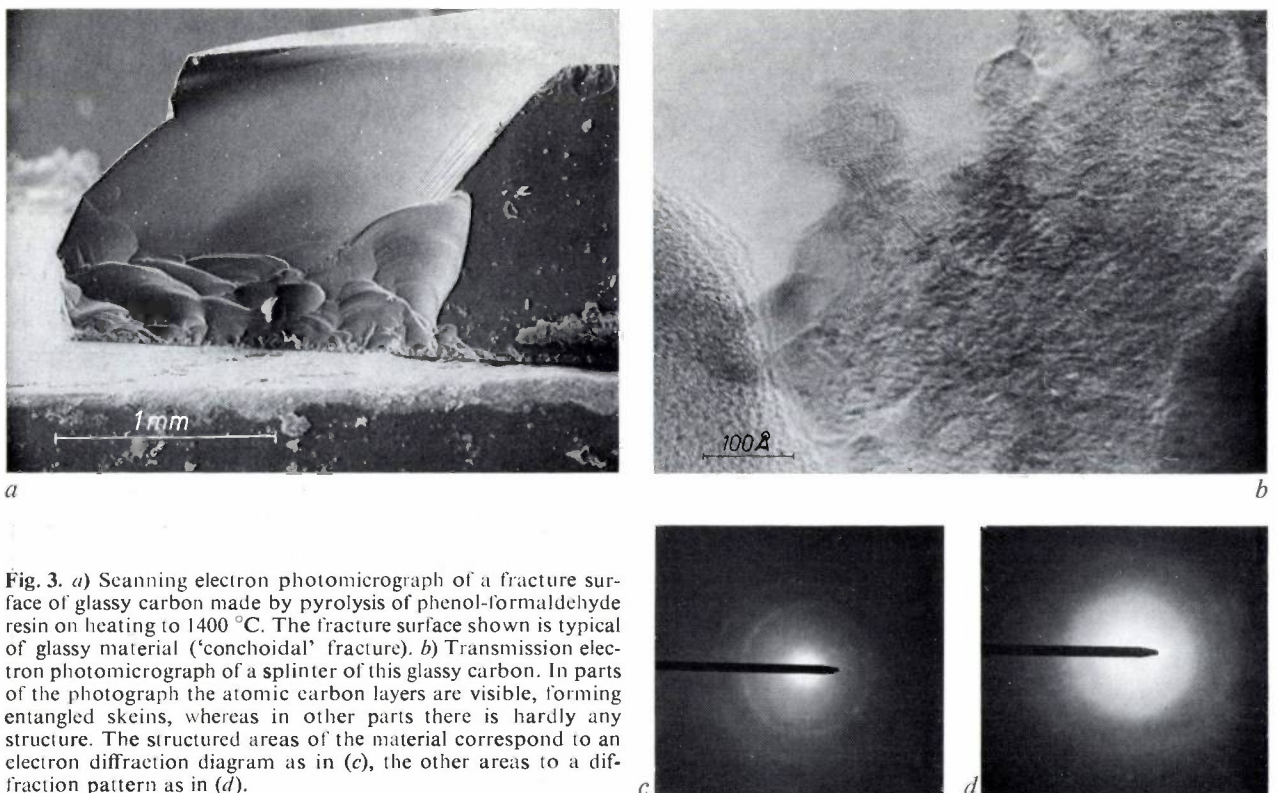 1mm
100Å
a
b
Fig. 3. a) Scanning electron photomicrograph of a fracture sur-
face of glassy carbon made by pyrolysis of phenol-formaldehyde
resin on heating to 1400 °C. The fracture surface shown is typical
of glassy material (‘conchoidal’ fracture). b) Transmission elec-
tron photomicrograph of a splinter of this glassy carbon. In parts
of the photograph the atomic carbon layers are visible, forming
entangled skeins, whereas in other parts there is hardly any
structure. The structured areas of the material correspond to an
electron diffraction diagram as in (c), the other areas to a dif-
fraction pattern as in (d).
c
d